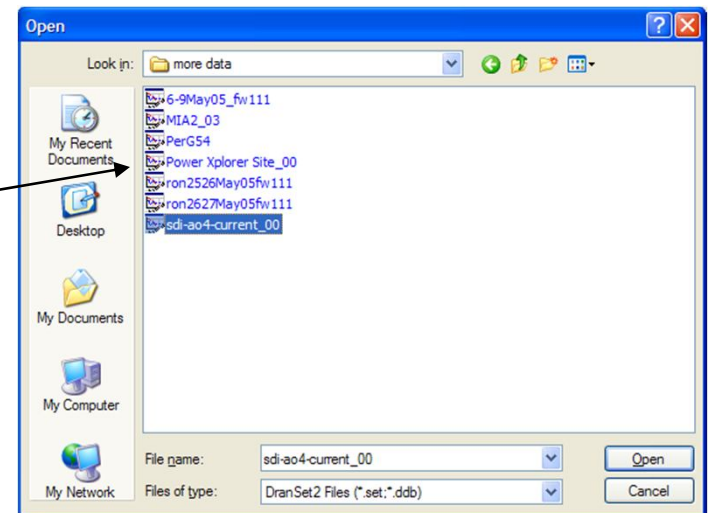 Open
Look in: more data
6-9May05_fw111
MIA2_03
PerG54
Power Xplorer Site_00
ron2526May05fw111
ron2627May05fw111
sdi-ao4-current_00
My Recent
Documents
Desktop
My Documents
My Computer
My Network
File name: sdi-ao4-current_00 Open
Files of type: DranSet2 Files (*.set;*.ddb) Cancel